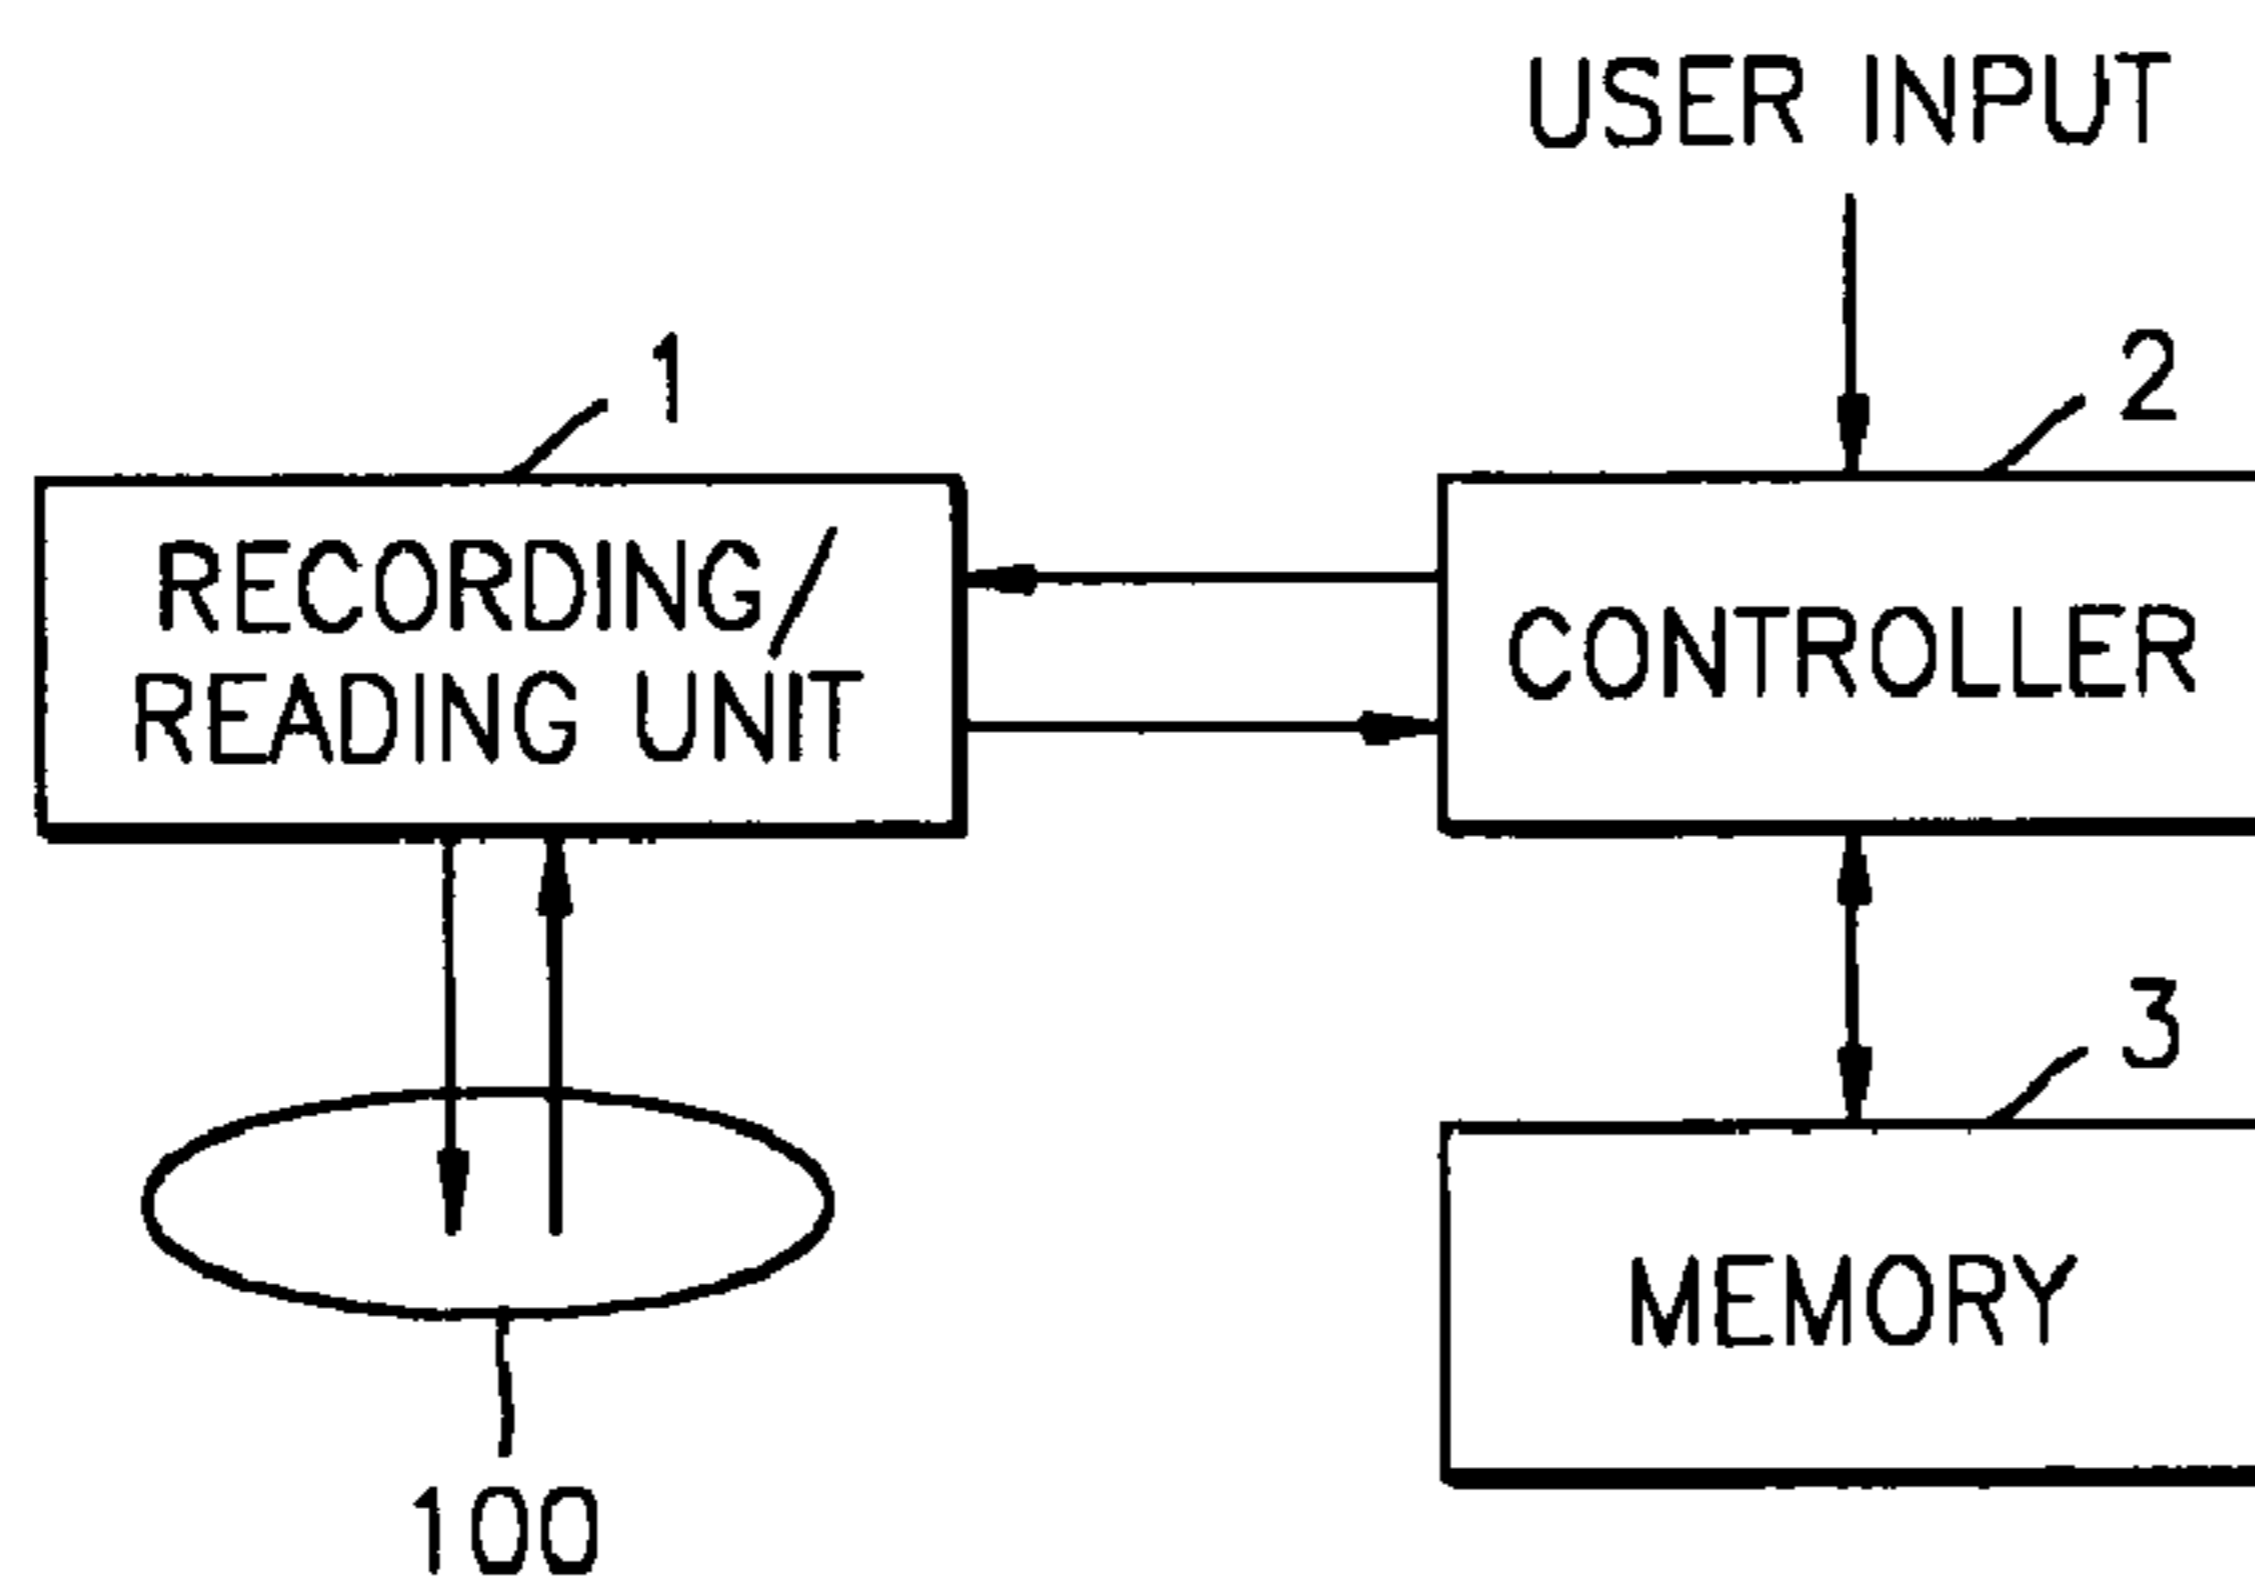 USER INPUT
1
2
RECORDING/
READING UNIT
CONTROLLER
3
MEMORY
100